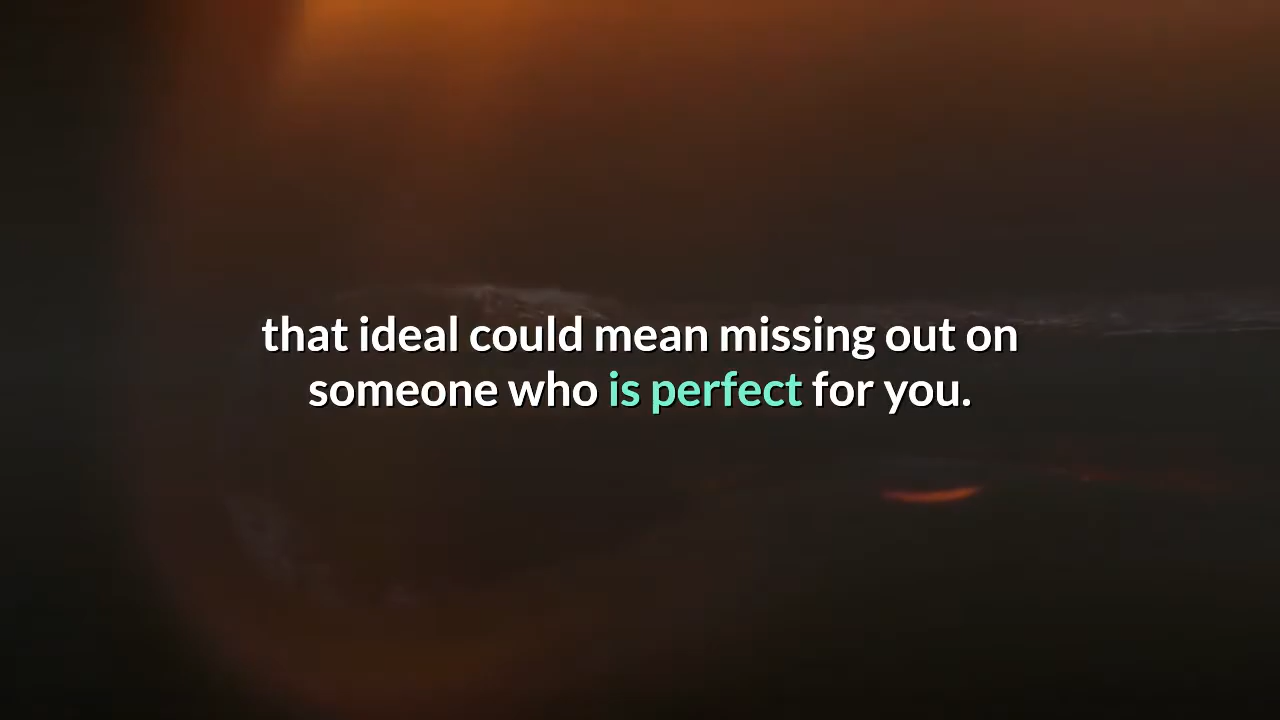 that ideal could mean missing out on
someone who is perfect for you.